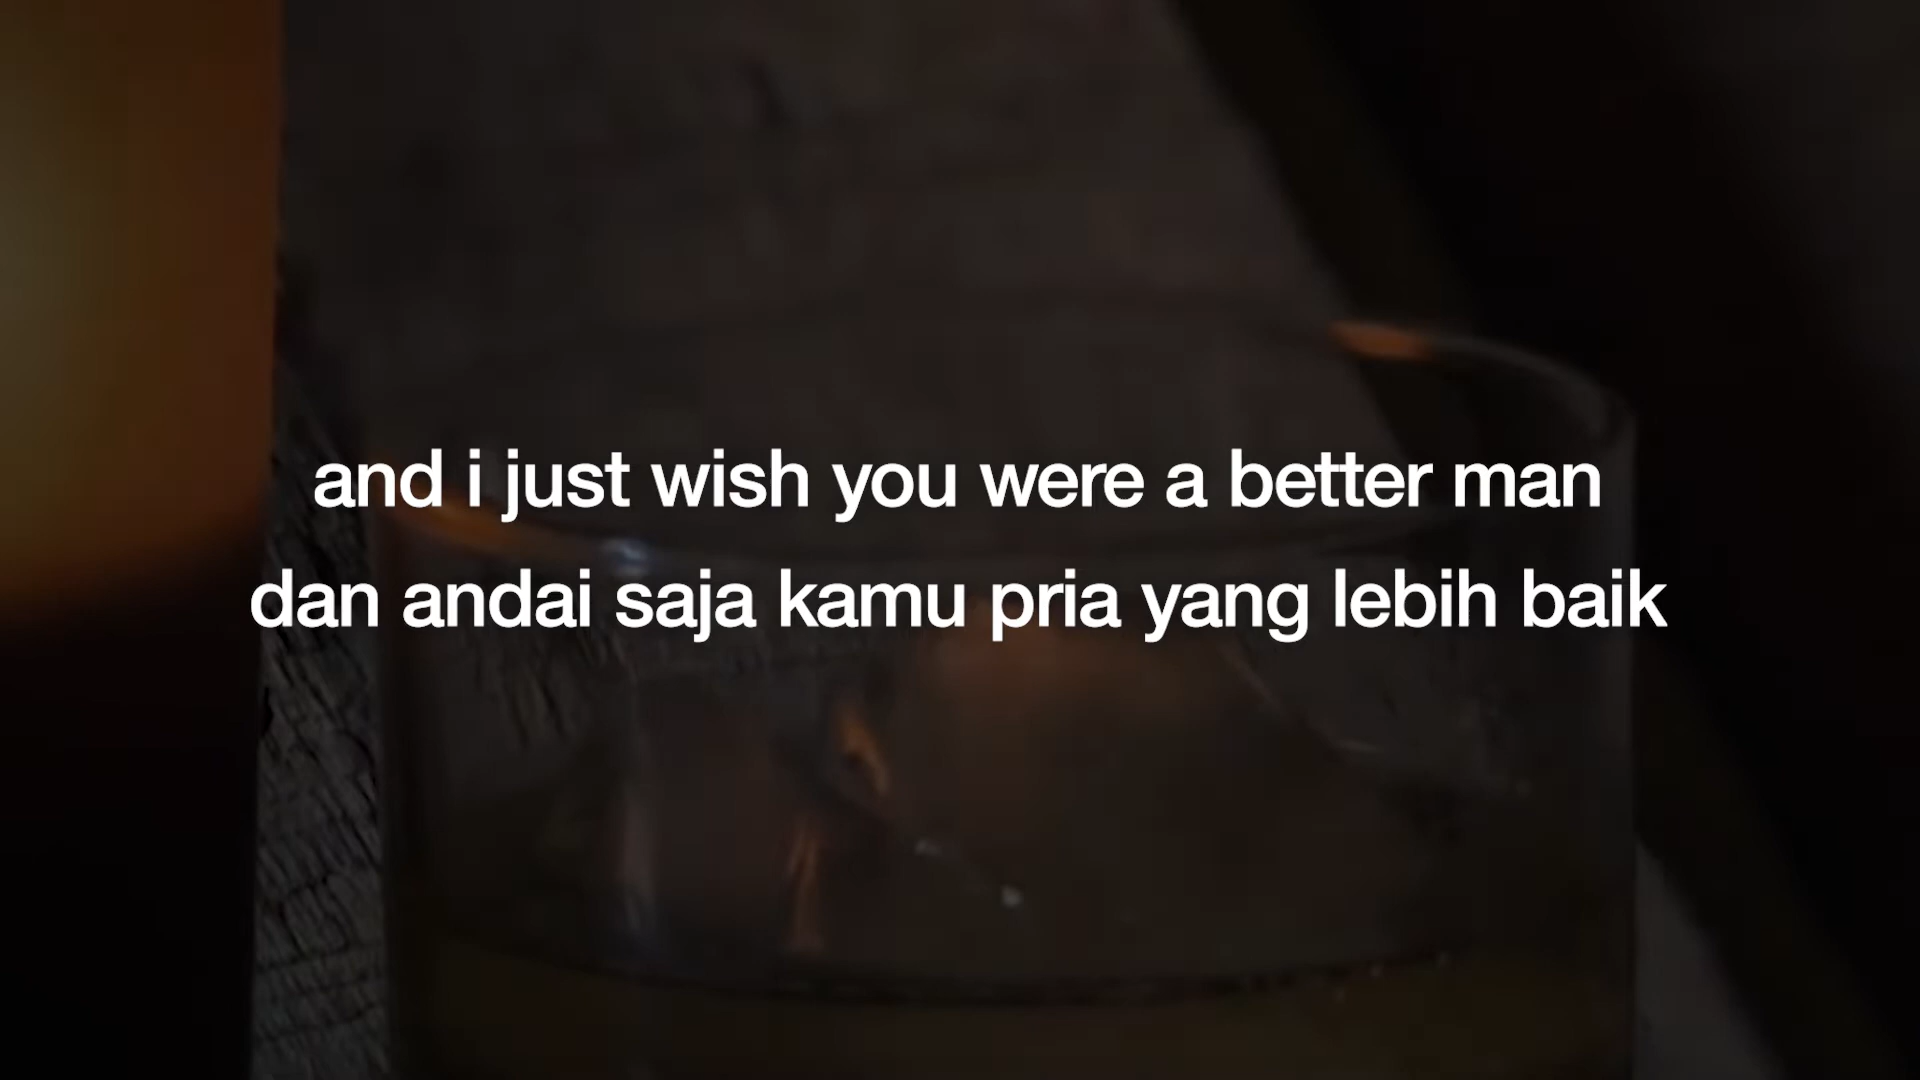 and i just wish you were a better man
dan andai saja kamu pria yang lebih baik